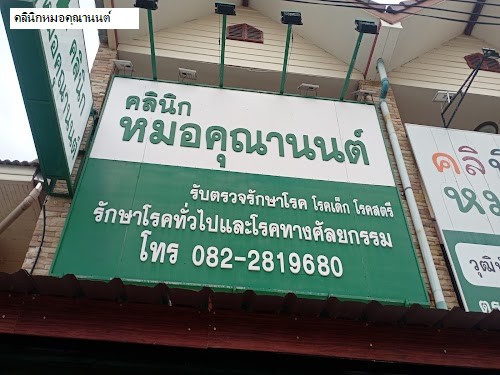 คลินิกหมอคุณานนต์
คลินิก
หมอคุณานนต์
คลินิก
หมอคุณานนต์
รับตรวจรักษาโรค โรคเด็ก โรคสตรี
รักษาโรคทั่วไปและโรคทางศัลยกรรม
โทร 082-2819680